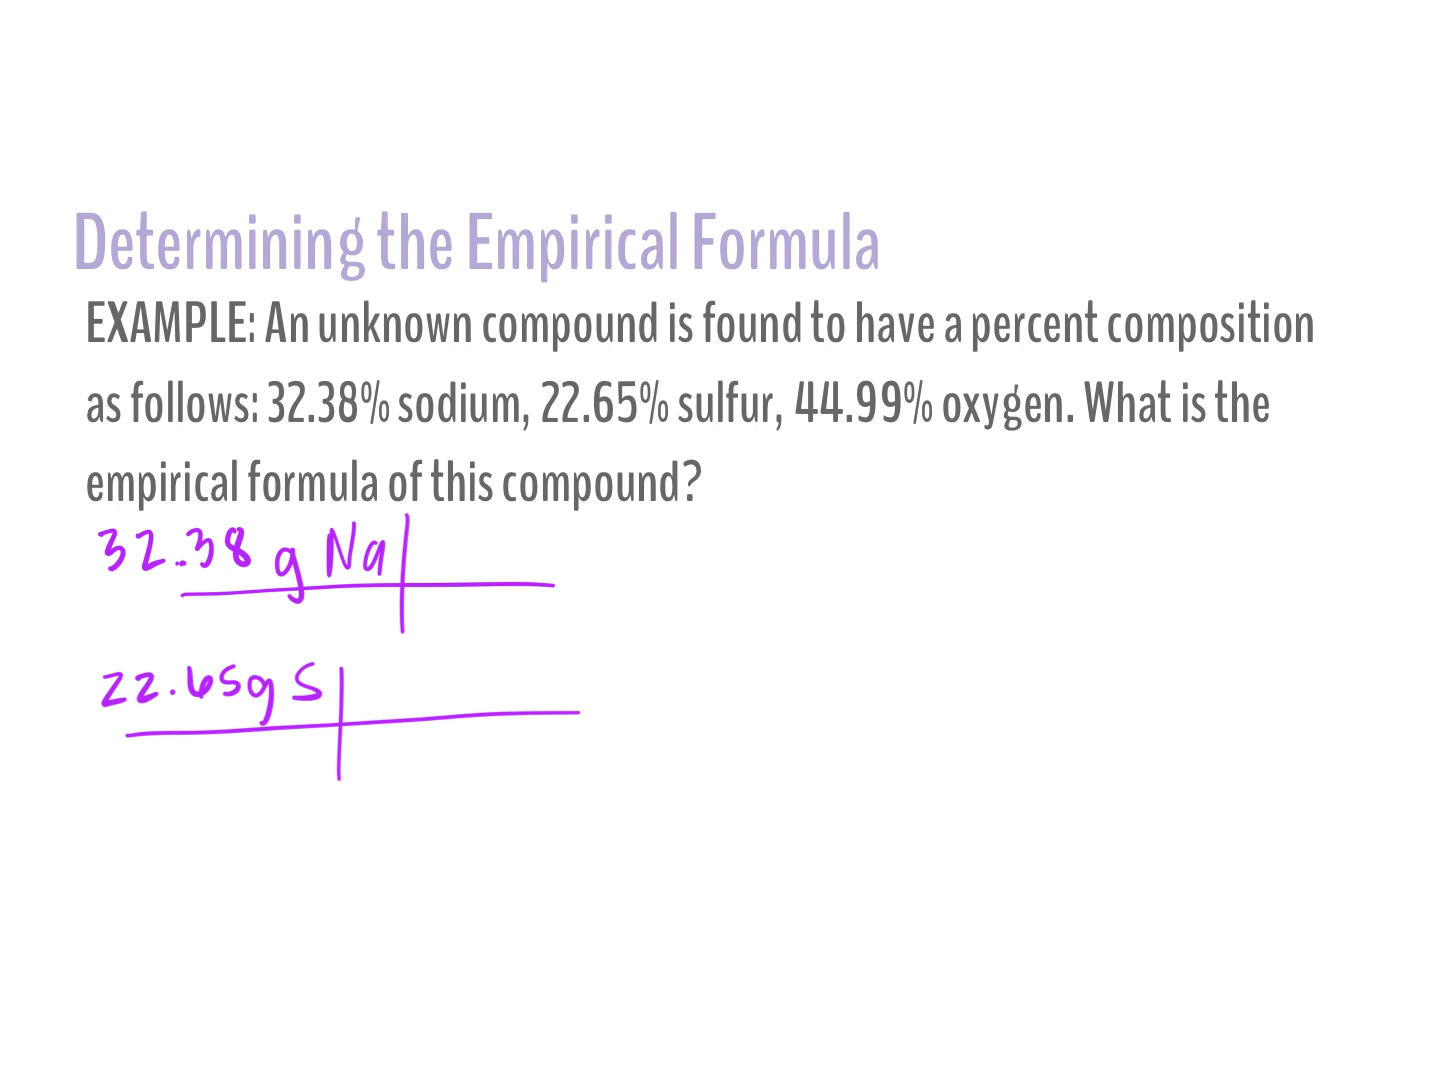 Determining the Empirical Formula
EXAMPLE: An unknown compound is found to have a percent composition
as follows: 32.38% sodium, 22.65% sulfur, 44.99% oxygen. What is the
empirical formula of this compound?
32.38 g Na
22.65g S